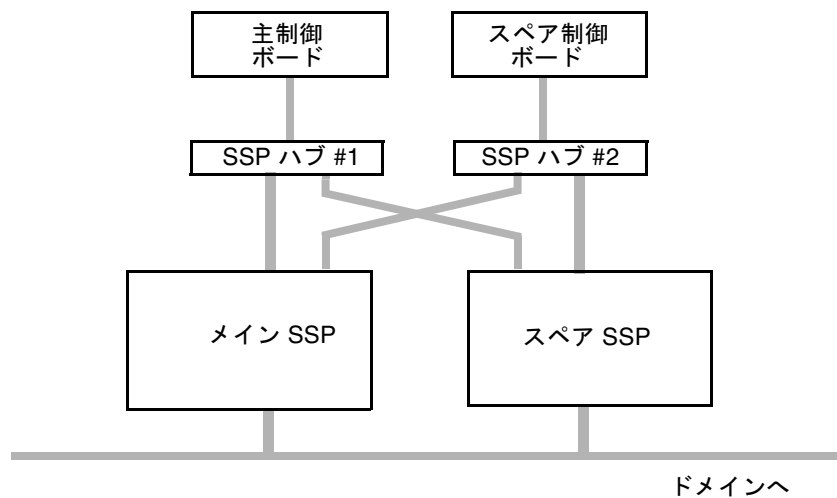 主制御
ボード
スペア制御
ボード
SSP ハブ #1
SSP ハブ #2
メイン SSP
スペア SSP
ドメインへ